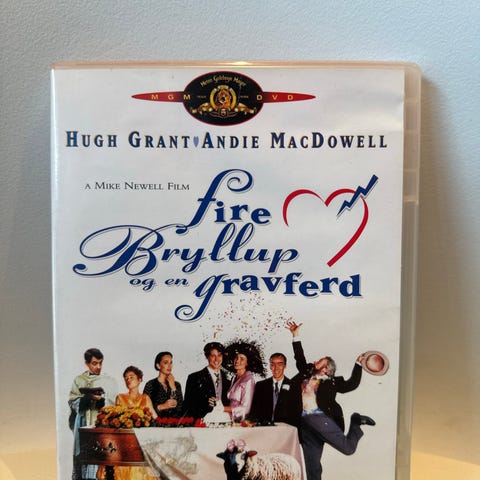 MGM DVD
HUGH GRANT ANDIE MACDOWELL
A MIKE NEWELL FILM
fire
Bryllup
og en gravferd